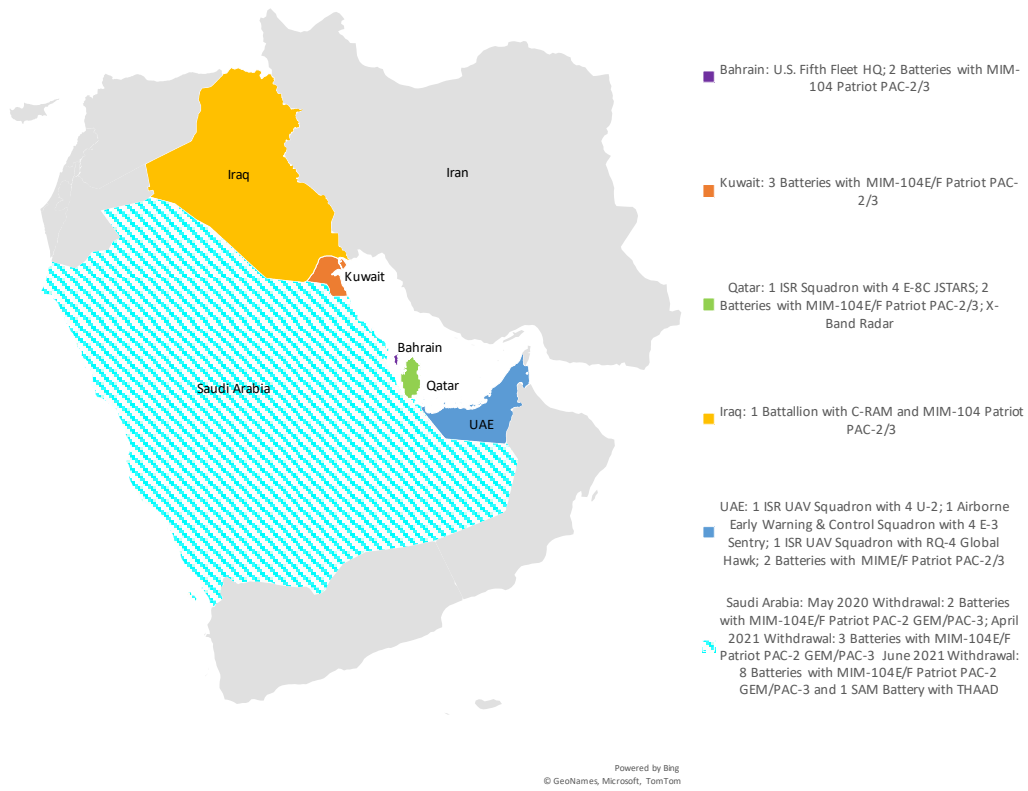 Iraq
Iran
Kuwait
Bahrain
Saudi Arabia
Qatar
UAE
Bahrain: U.S. Fifth Fleet HQ; 2 Batteries with MIM-
104 Patriot PAC-2/3
Kuwait: 3 Batteries with MIM-104E/F Patriot PAC-
2/3
Qatar: 1 ISR Squadron with 4 E-8C JSTARS; 2
Batteries with MIM-104E/F Patriot PAC-2/3; X-
Band Radar
Iraq: 1 Battallion with C-RAM and MIM-104 Patriot
PAC-2/3
UAE: 1 ISR UAV Squadron with 4 U-2; 1 Airborne
Early Warning & Control Squadron with 4 E-3
Sentry; 1 ISR UAV Squadron with RQ-4 Global
Hawk; 2 Batteries with MIME/F Patriot PAC-2/3
Saudi Arabia: May 2020 Withdrawal: 2 Batteries
with MIM-104E/F Patriot PAC-2 GEM/PAC-3; April
2021 Withdrawal: 3 Batteries with MIM-104E/F
Patriot PAC-2 GEM/PAC-3 June 2021 Withdrawal:
8 Batteries with MIM-104E/F Patriot PAC-2
GEM/PAC-3 and 1 SAM Battery with THAAD
Powered by Bing
© GeoNames, Microsoft, TomTom